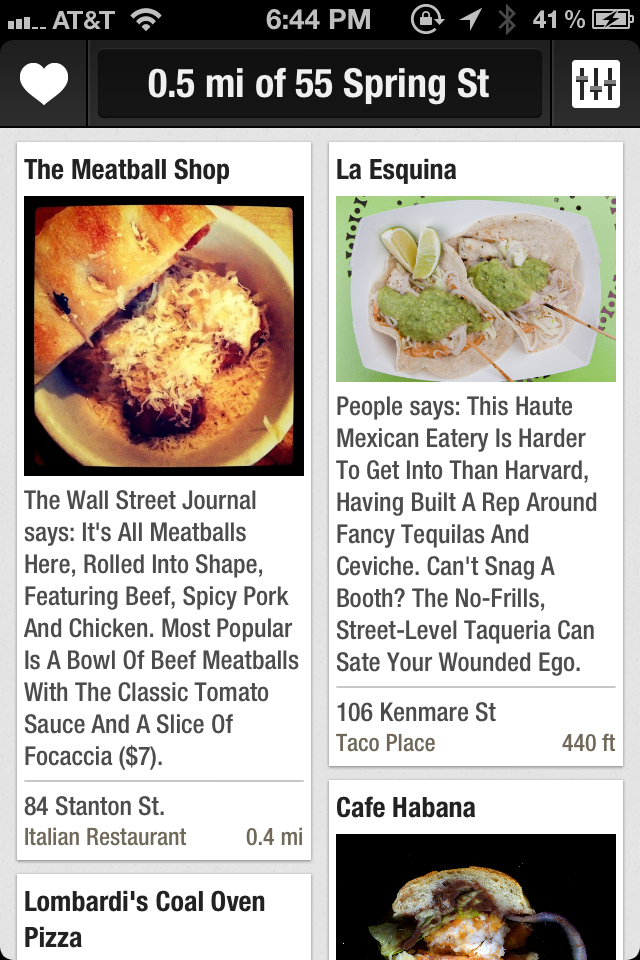 AT&T 6:44 PM 41 %
0.5 mi of 55 Spring St
The Meatball Shop
The Wall Street Journal
says: It's All Meatballs
Here, Rolled Into Shape,
Featuring Beef, Spicy Pork
And Chicken. Most Popular
Is A Bowl Of Beef Meatballs
With The Classic Tomato
Sauce And A Slice Of
Focaccia ($7).
84 Stanton St.
Italian Restaurant 0.4 mi
Lombardi's Coal Oven
Pizza
La Esquina
People says: This Haute
Mexican Eatery Is Harder
To Get Into Than Harvard,
Having Built A Rep Around
Fancy Tequilas And
Ceviche. Can't Snag A
Booth? The No-Frills,
Street-Level Taqueria Can
Sate Your Wounded Ego.
106 Kenmare St
Taco Place 440 ft
Cafe Habana